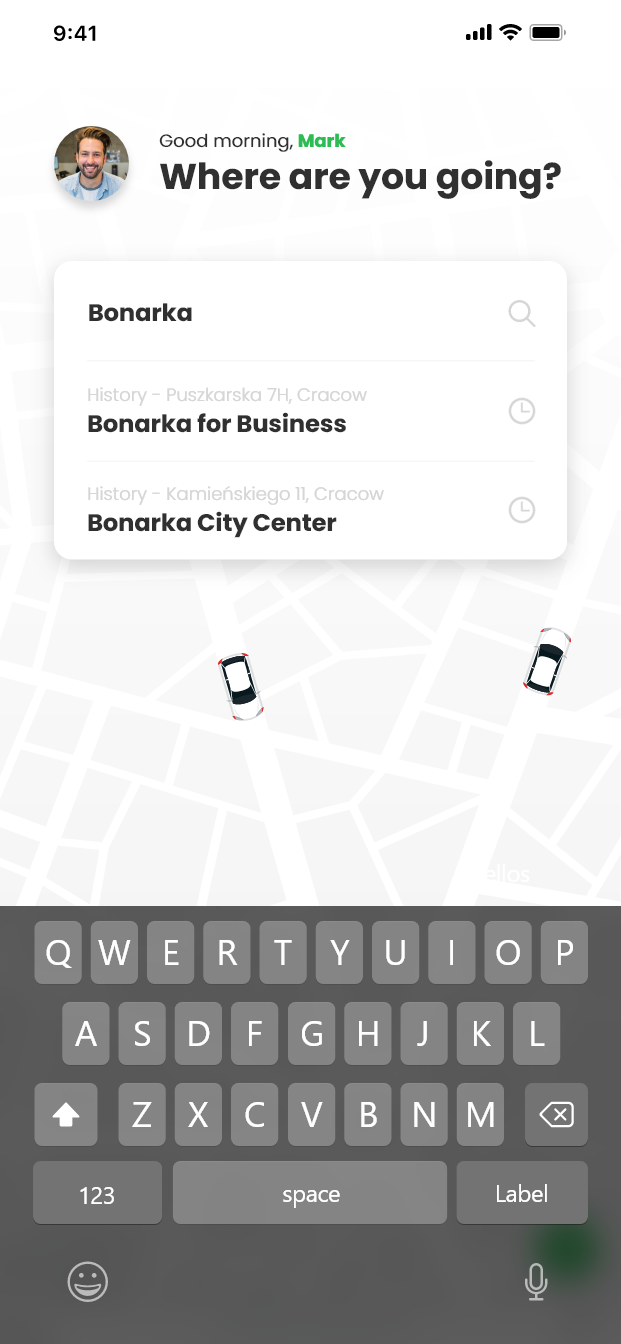 9:41
Good morning, Mark
Where are you going?
Bonarka
History - Puszkarska 7H, Cracow
Bonarka for Business
History - Kamieńskiego 11, Cracow
Bonarka City Center
ellos
Q W E R T Y U I O P
A S D F G H J K L
Z X C V B N M
123 space Label